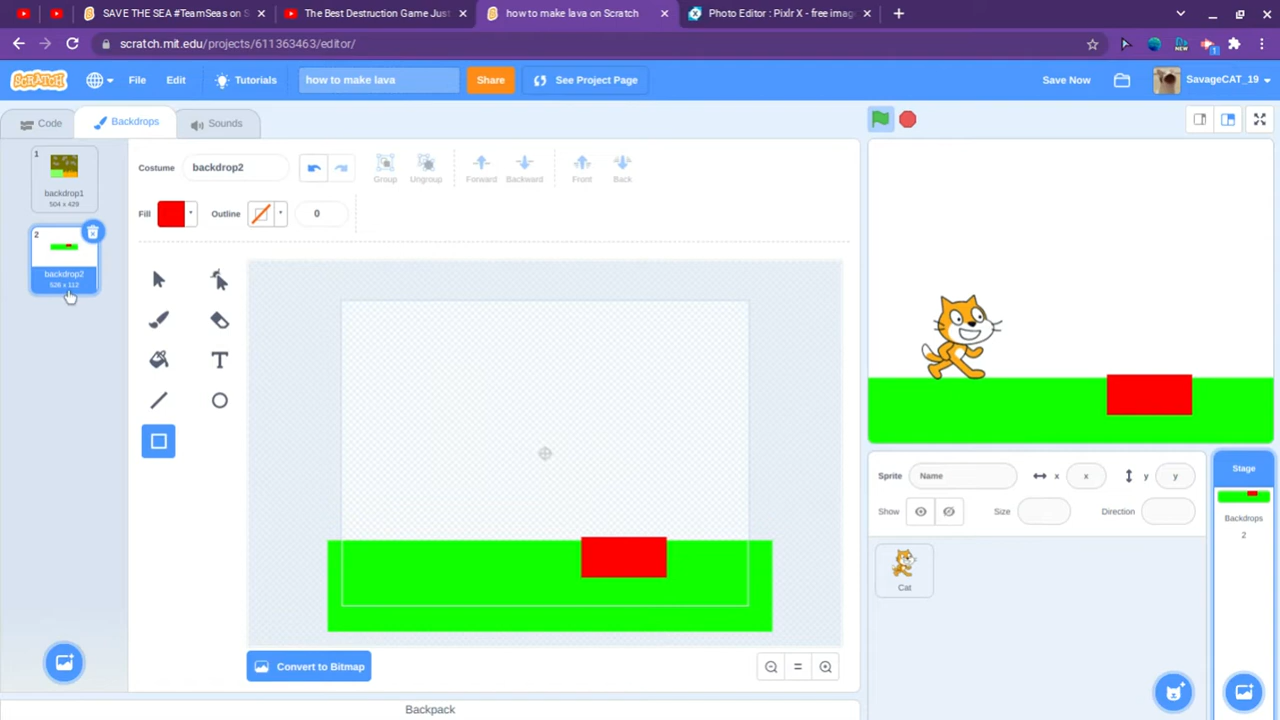 SAVE THE SEA #TeamSeas on S
The Best Destruction Game Just
how to make lava on Scratch
Photo Editor : Pixlr X - free imag
scratch.mit.edu/projects/611363463/editor/
SCRATCH
File
Edit
Tutorials
how to make lava
Share
See Project Page
Save Now
SavageCAT_19
Code
Backdrops
Sounds
1
backdrop1
504 x 429
2
backdrop2
526 x 112
Costume
backdrop2
Group
Ungroup
Forward
Backward
Front
Back
Fill
Outline
0
T
Convert to Bitmap
Backpack
Sprite
Name
x
x
y
y
Show
Size
Direction
Cat
Stage
Backdrops
2